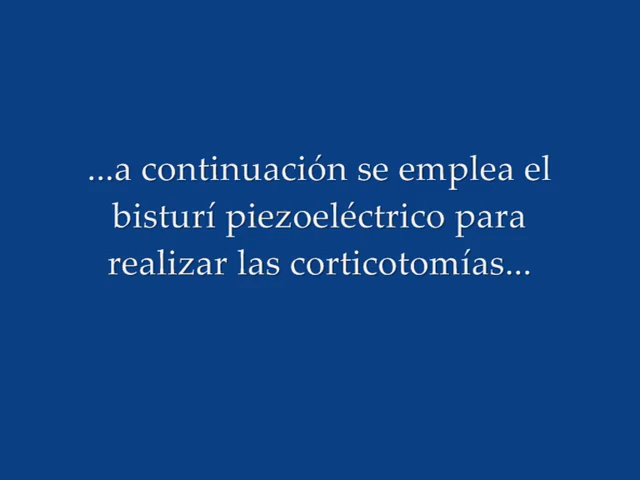 ...a continuación se emplea el
bisturí piezoeléctrico para
realizar las corticotomías...